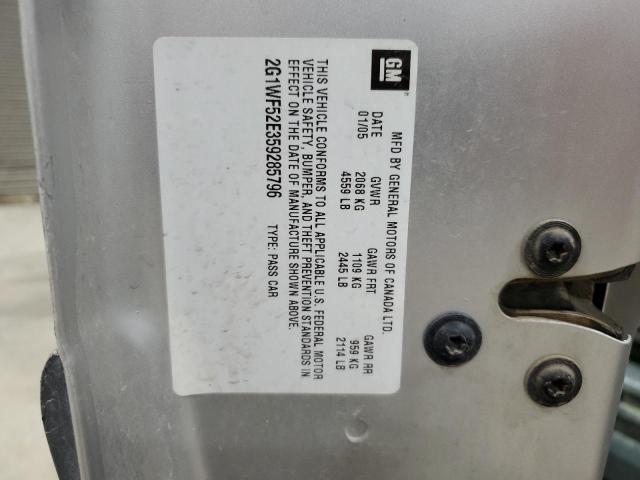 GM
MFD BY GENERAL MOTORS OF CANADA LTD.
DATE GVWR GAWR FRT GAWR RR
01/05 2068 KG 1109 KG 959 KG
4559 LB 2445 LB 2114 LB
THIS VEHICLE CONFORMS TO ALL APPLICABLE U.S. FEDERAL MOTOR
VEHICLE SAFETY, BUMPER, AND THEFT PREVENTION STANDARDS IN
EFFECT ON THE DATE OF MANUFACTURE SHOWN ABOVE.
2G1WF52E359285796 TYPE: PASS CAR